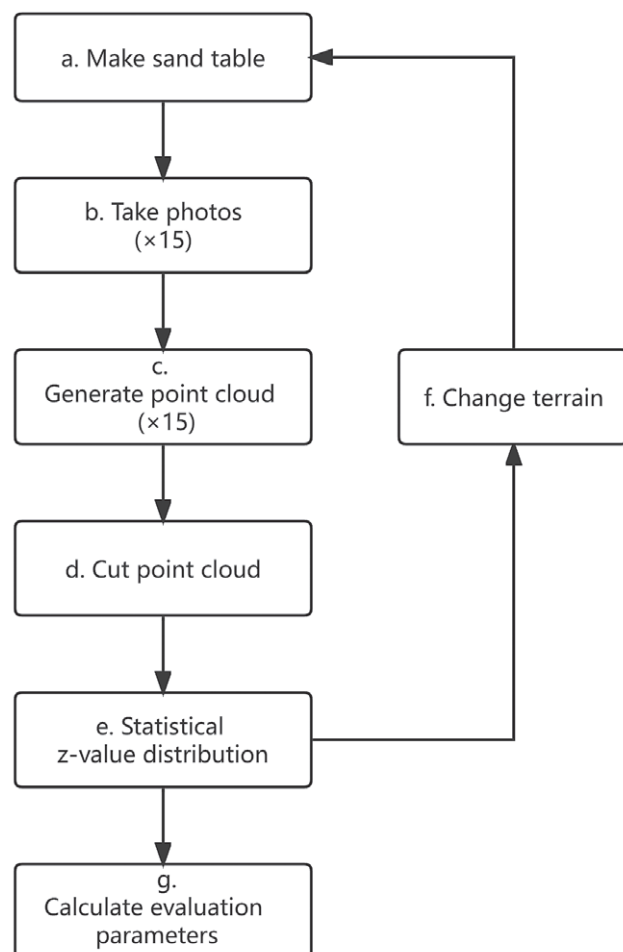 a. Make sand table
b. Take photos
(×15)
c.
Generate point cloud
(×15)
f. Change terrain
d. Cut point cloud
e. Statistical
z-value distribution
g.
Calculate evaluation
parameters